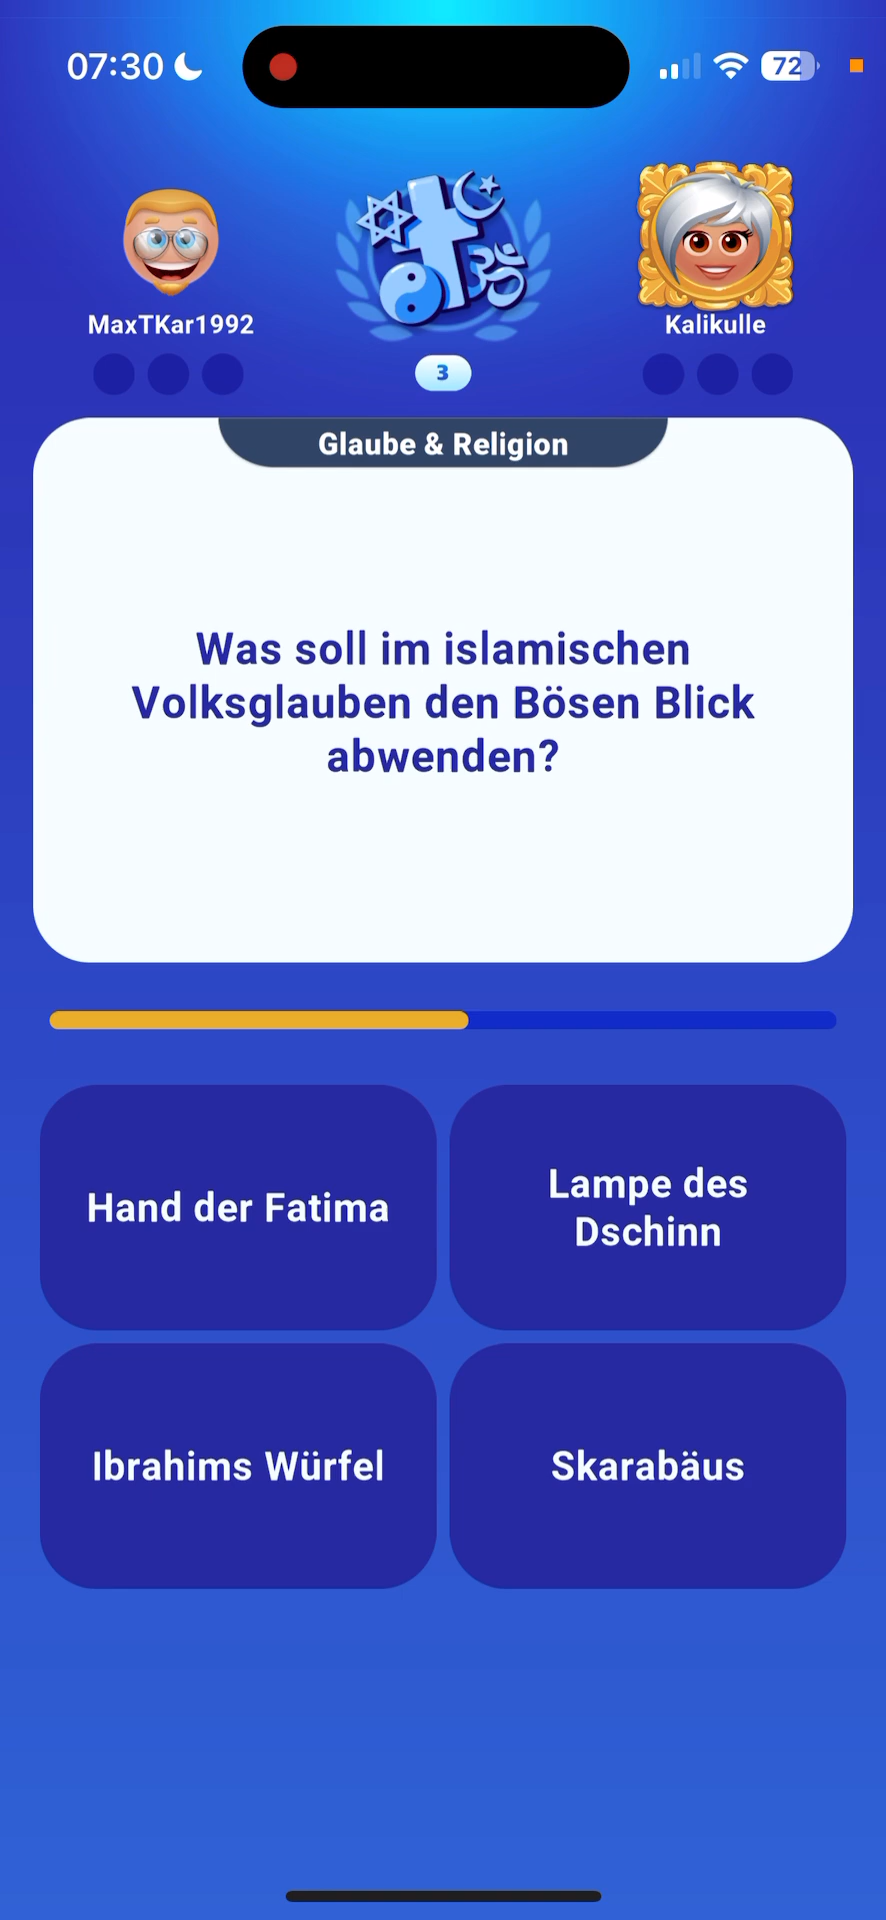 07:30
72
MaxTKar1992
Kalikulle
3
Glaube & Religion
Was soll im islamischen
Volksglauben den Bösen Blick
abwenden?
Hand der Fatima
Lampe des
Dschinn
Ibrahims Würfel
Skarabäus